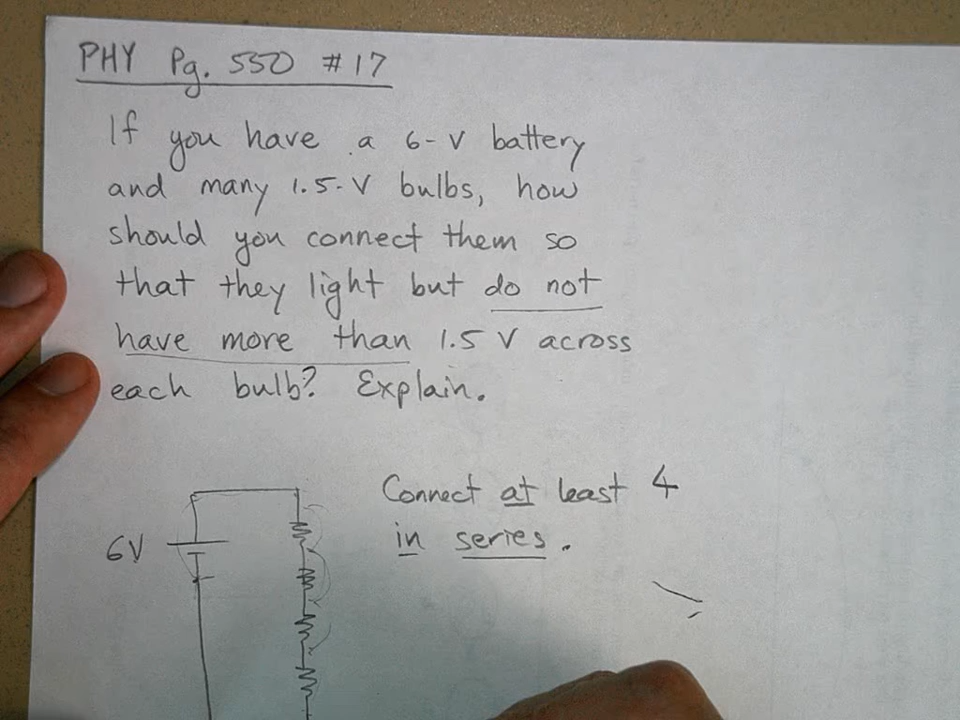 PHY Pg. 550 #17
If you have a 6-V battery
and many 1.5-V bulbs, how
should you connect them so
that they light but do not
have more than 1.5 V across
each bulb? Explain.
Connect at least 4
in series.
6V